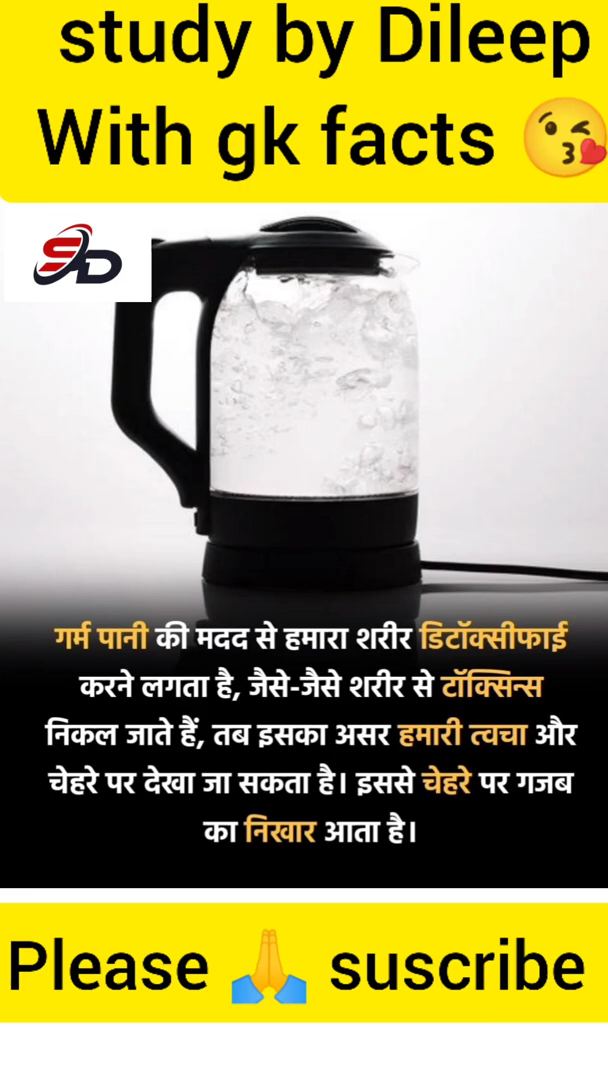 study by Dileep
With gk facts 😘
SD
गर्म पानी की मदद से हमारा शरीर डिटॉक्सीफाई
करने लगता है, जैसे-जैसे शरीर से टॉक्सिन्स
निकल जाते हैं, तब इसका असर हमारी त्वचा और
चेहरे पर देखा जा सकता है। इससे चेहरे पर गजब
का निखार आता है।
Please 🙏 suscribe